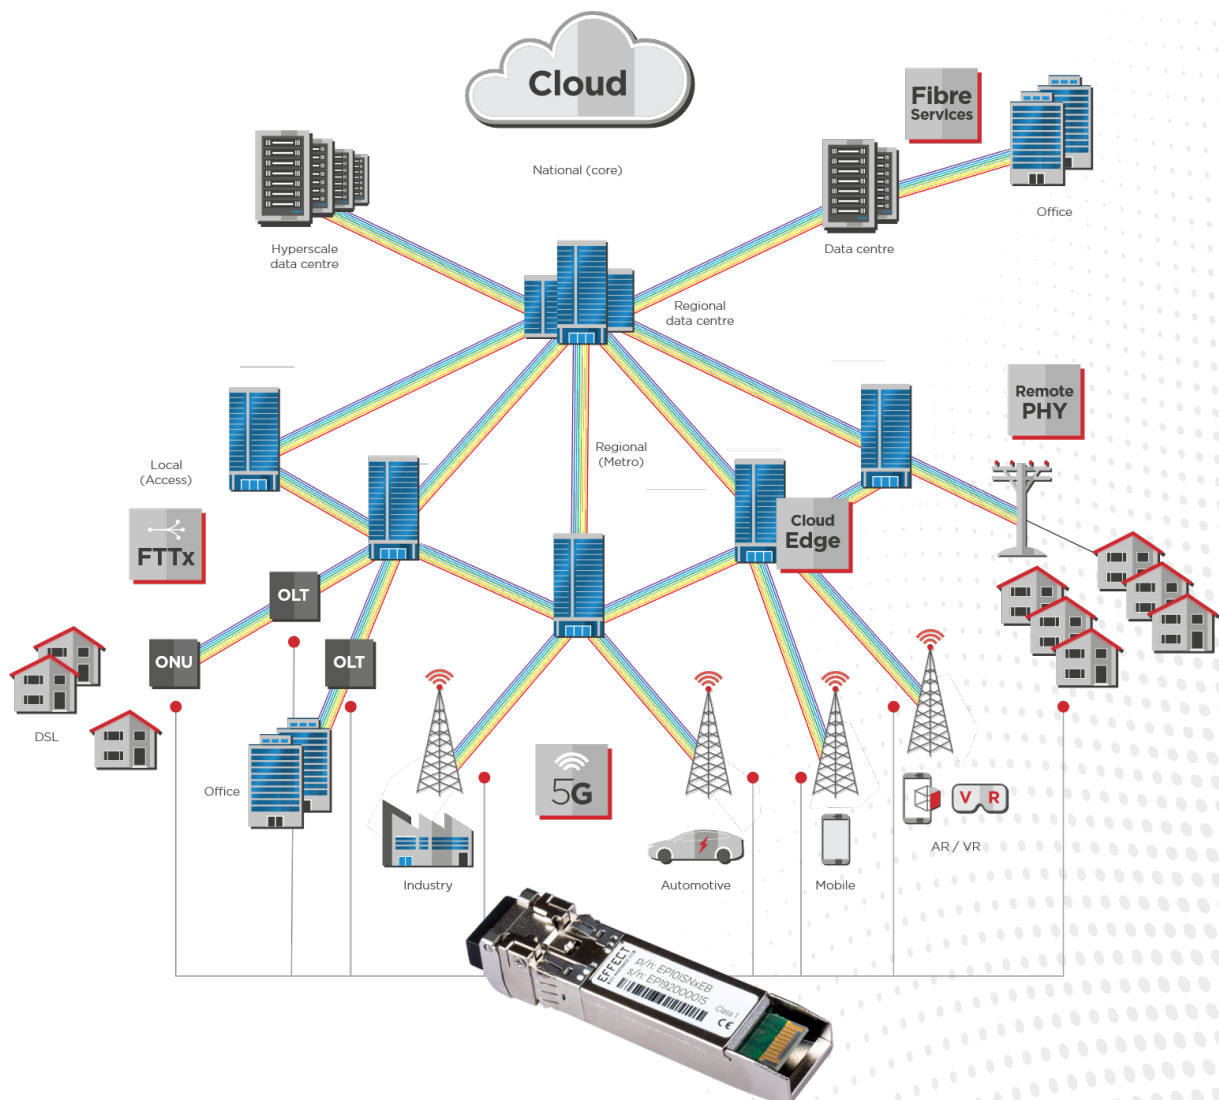 Cloud
Fibre
Services
National (core)
Office
Hyperscale
data centre
Data centre
Regional
data centre
Remote
PHY
Regional
(Metro)
Local
(Access)
Cloud
Edge
FTTx
OLT
ONU
OLT
DSL
Office
5G
V R
AR / VR
Industry
Automotive
Mobile
EFFECT
p/n: EP10ISNxEB
s/n: EP192000015
Class 1
CE